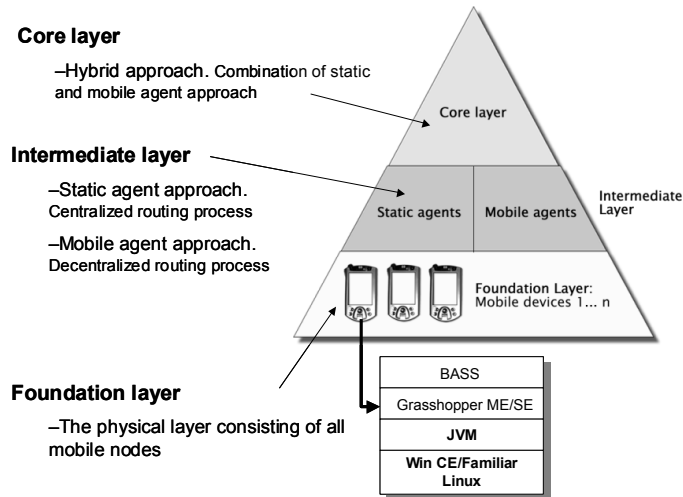 Core layer
–Hybrid approach. Combination of static
and mobile agent approach
Intermediate layer
–Static agent approach.
Centralized routing process
–Mobile agent approach.
Decentralized routing process
Foundation layer
–The physical layer consisting of all
mobile nodes
Core layer
Static agents
Mobile agents
Intermediate
Layer
Foundation Layer:
Mobile devices 1... n
BASS
Grasshopper ME/SE
JVM
Win CE/Familiar
Linux